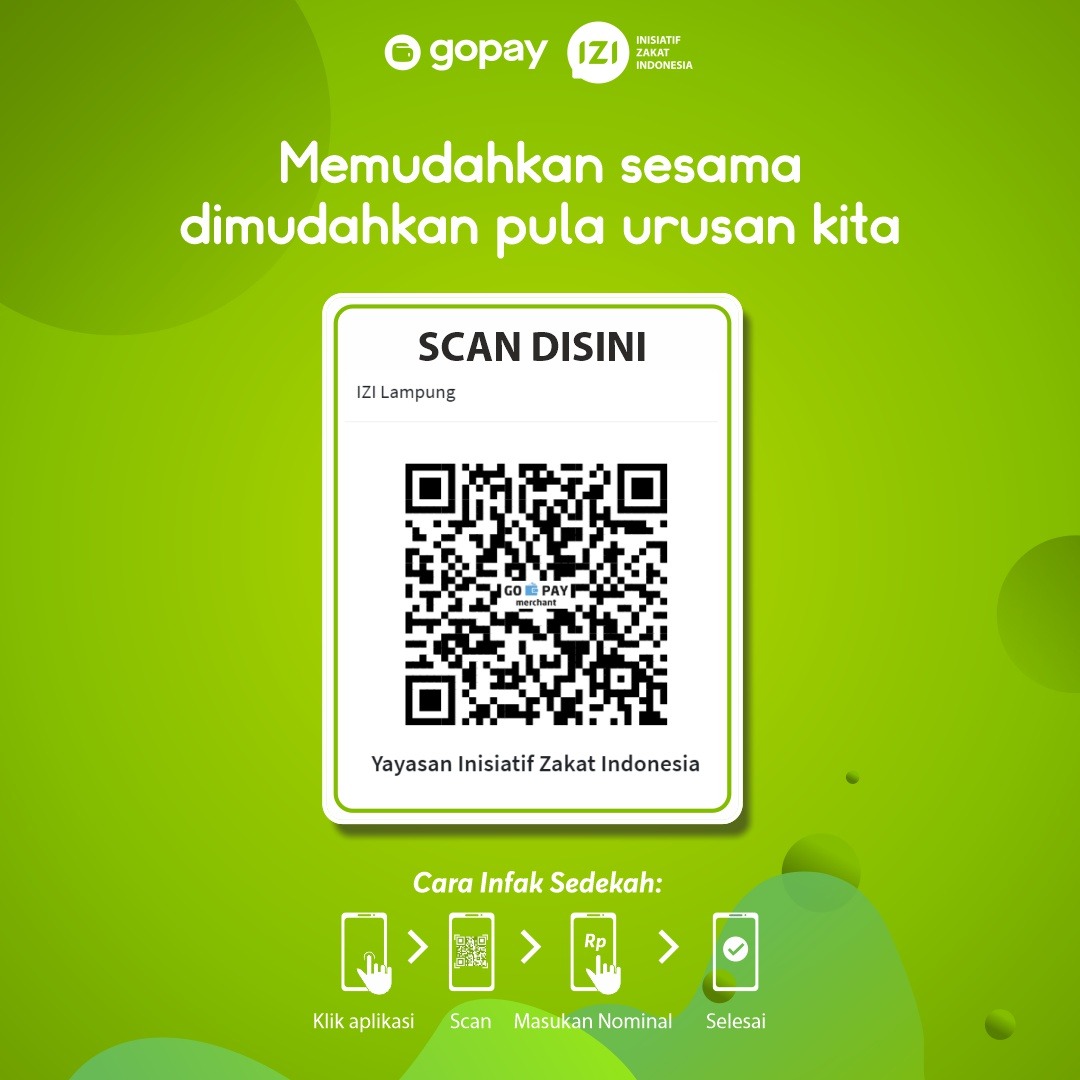 gopay
IZI
INISIATIF
ZAKAT
INDONESIA
Memudahkan sesama
dimudahkan pula urusan kita
SCAN DISINI
IZI Lampung
GO PAY
merchant
Yayasan Inisiatif Zakat Indonesia
Cara Infak Sedekah:
Rp
Klik aplikasi
Scan
Masukan Nominal
Selesai